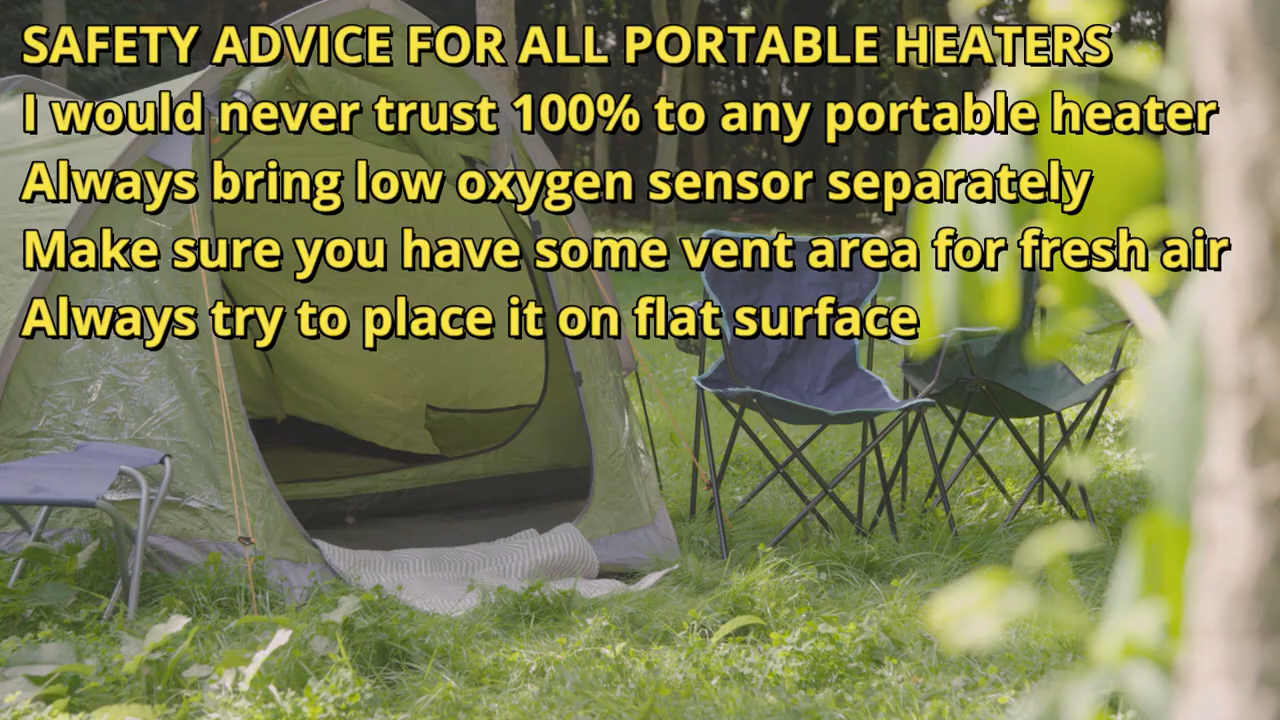 SAFETY ADVICE FOR ALL PORTABLE HEATERS
I would never trust 100% to any portable heater
Always bring low oxygen sensor separately
Make sure you have some vent area for fresh air
Always try to place it on flat surface